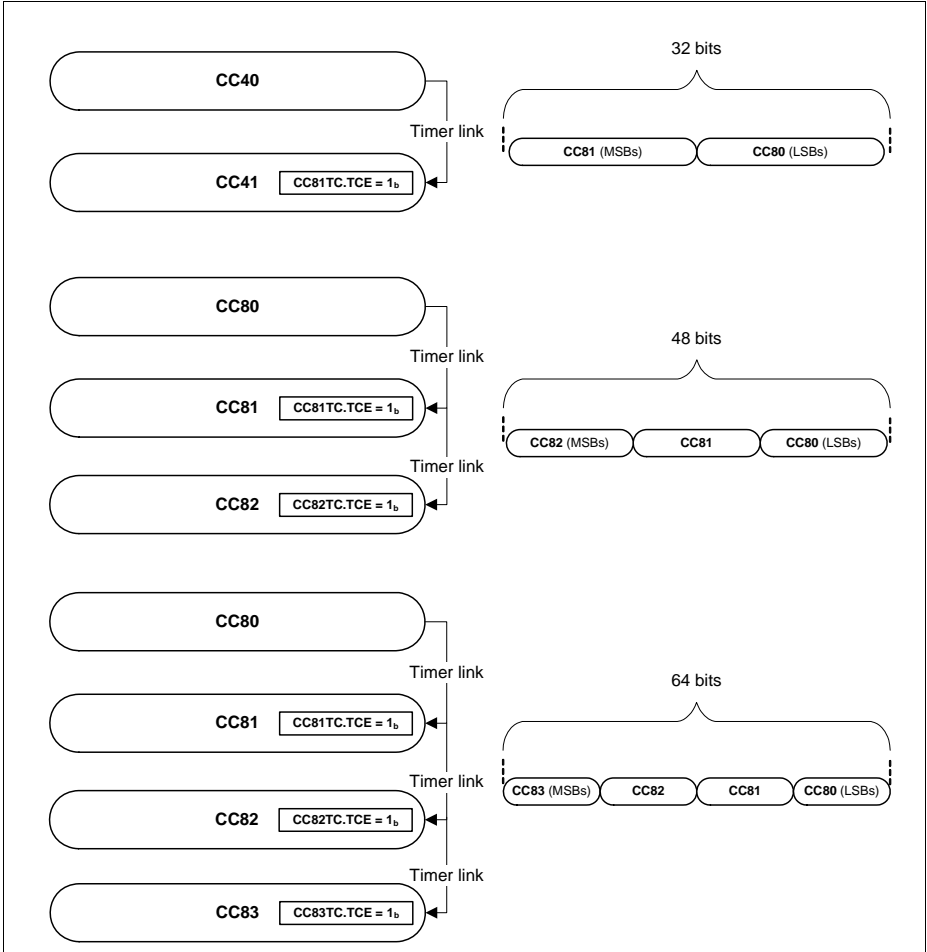 CC40
Timer link
CC41
CC81TC.TCE = 1b
32 bits
CC81 (MSBs)
CC80 (LSBs)
CC80
Timer link
CC81
CC81TC.TCE = 1b
Timer link
CC82
CC82TC.TCE = 1b
48 bits
CC82 (MSBs)
CC81
CC80 (LSBs)
CC80
Timer link
CC81
CC81TC.TCE = 1b
Timer link
CC82
CC82TC.TCE = 1b
Timer link
CC83
CC83TC.TCE = 1b
64 bits
CC83 (MSBs)
CC82
CC81
CC80 (LSBs)